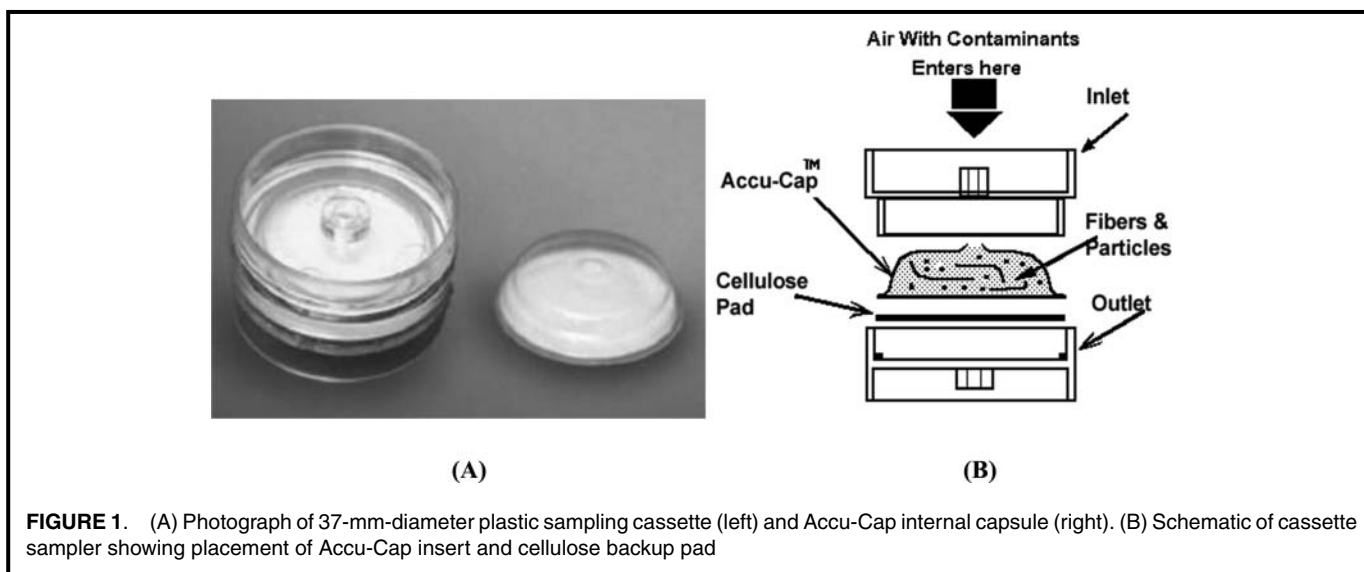 Air With Contaminants
Enters here
Inlet
Accu-Cap™
Fibers &
Particles
Cellulose
Pad
Outlet
(A)
(B)
FIGURE 1. (A) Photograph of 37-mm-diameter plastic sampling cassette (left) and Accu-Cap internal capsule (right). (B) Schematic of cassette
sampler showing placement of Accu-Cap insert and cellulose backup pad